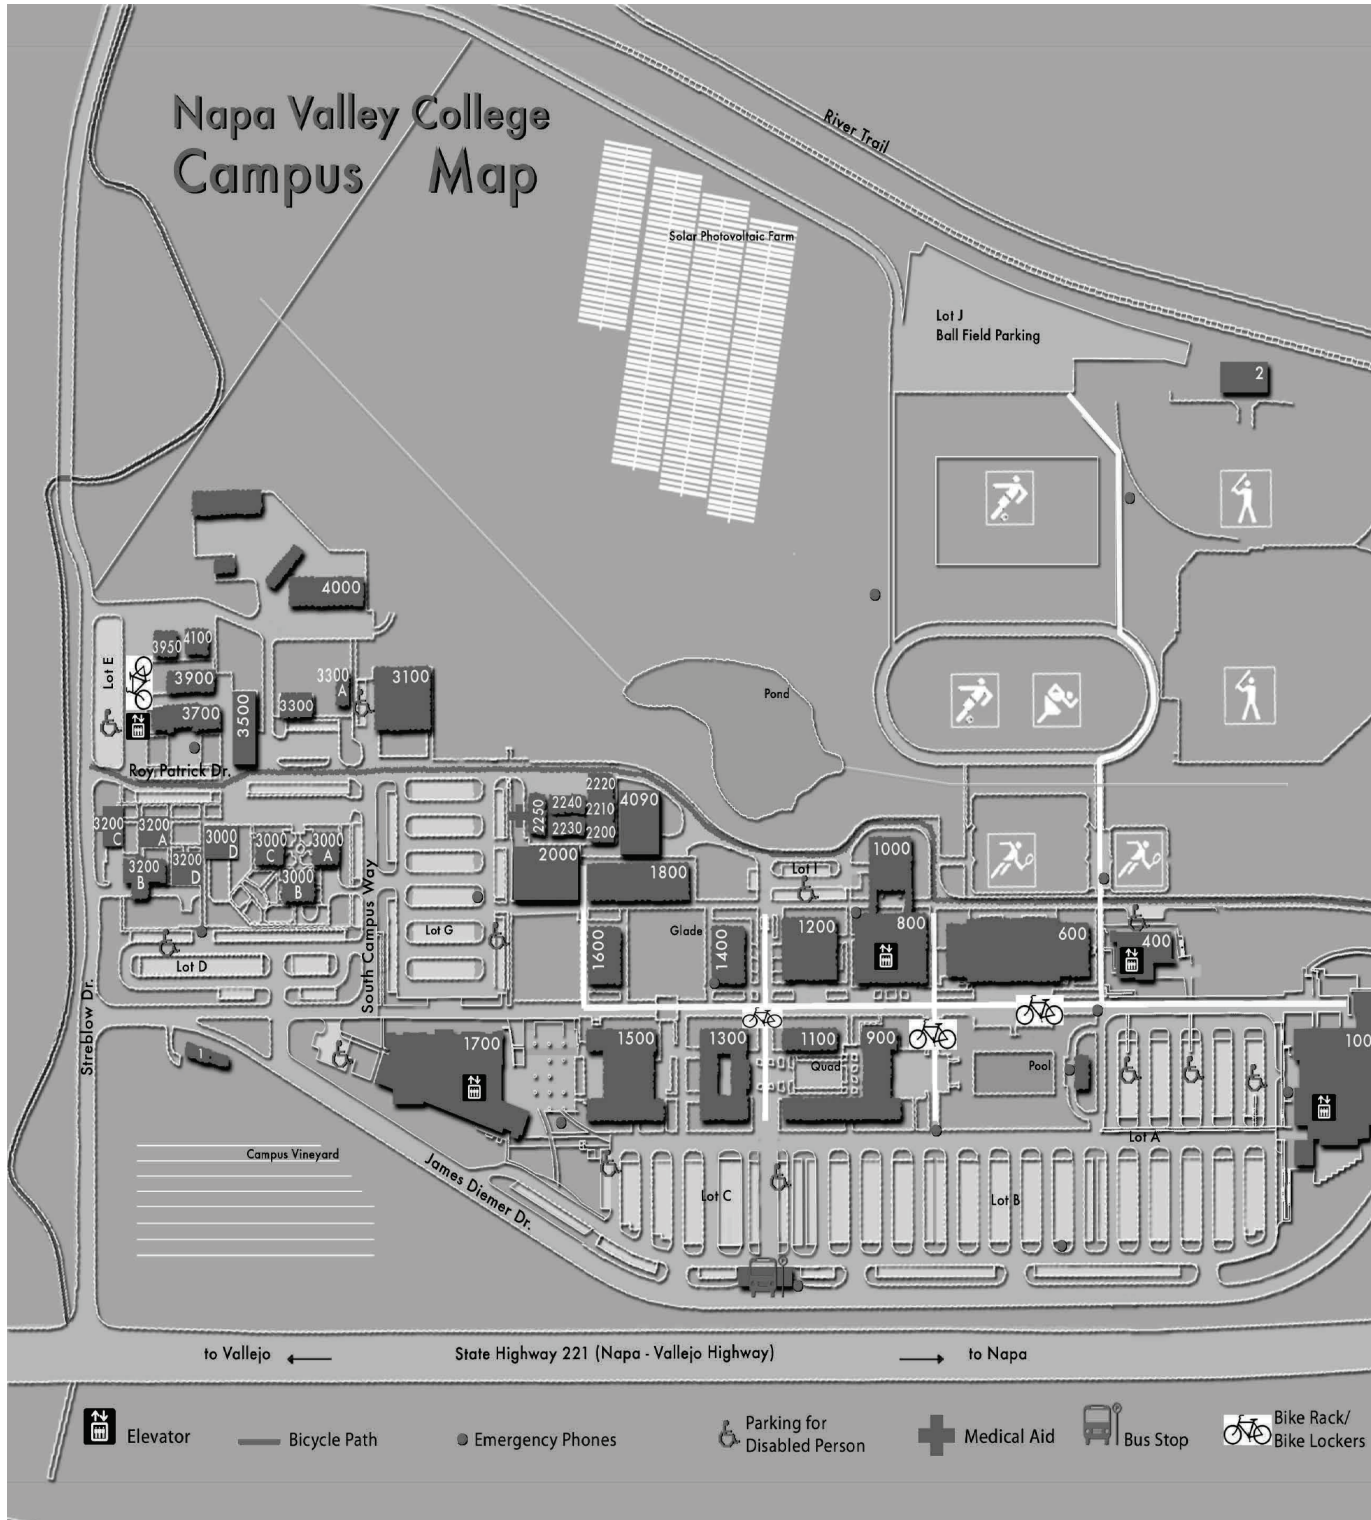 Napa Valley College
Campus Map
River Trail
Solar Photovoltaic Farm
Lot J
Ball Field Parking
2
4000
4100
3950
3900
3700
3500
3300
3300
A
3100
Lot E
Pond
Roy Patrick Dr.
3200
C
3200
A
3200
B
3200
D
3000
D
3000
C
3000
A
3000
B
2250
2240
2230
2220
2210
2200
4090
2000
1800
1000
Lot I
South Campus Way
Lot G
Lot D
1600
Glade
1400
1200
800
600
400
Streblow Dr.
1
1700
1500
1300
1100
900
Quad
Pool
100
Lot A
Campus Vineyard
James Diemer Dr.
Lot C
Lot B
to Vallejo
State Highway 221 (Napa - Vallejo Highway)
to Napa
Elevator
Bicycle Path
Emergency Phones
Parking for
Disabled Person
Medical Aid
Bus Stop
Bike Rack/
Bike Lockers